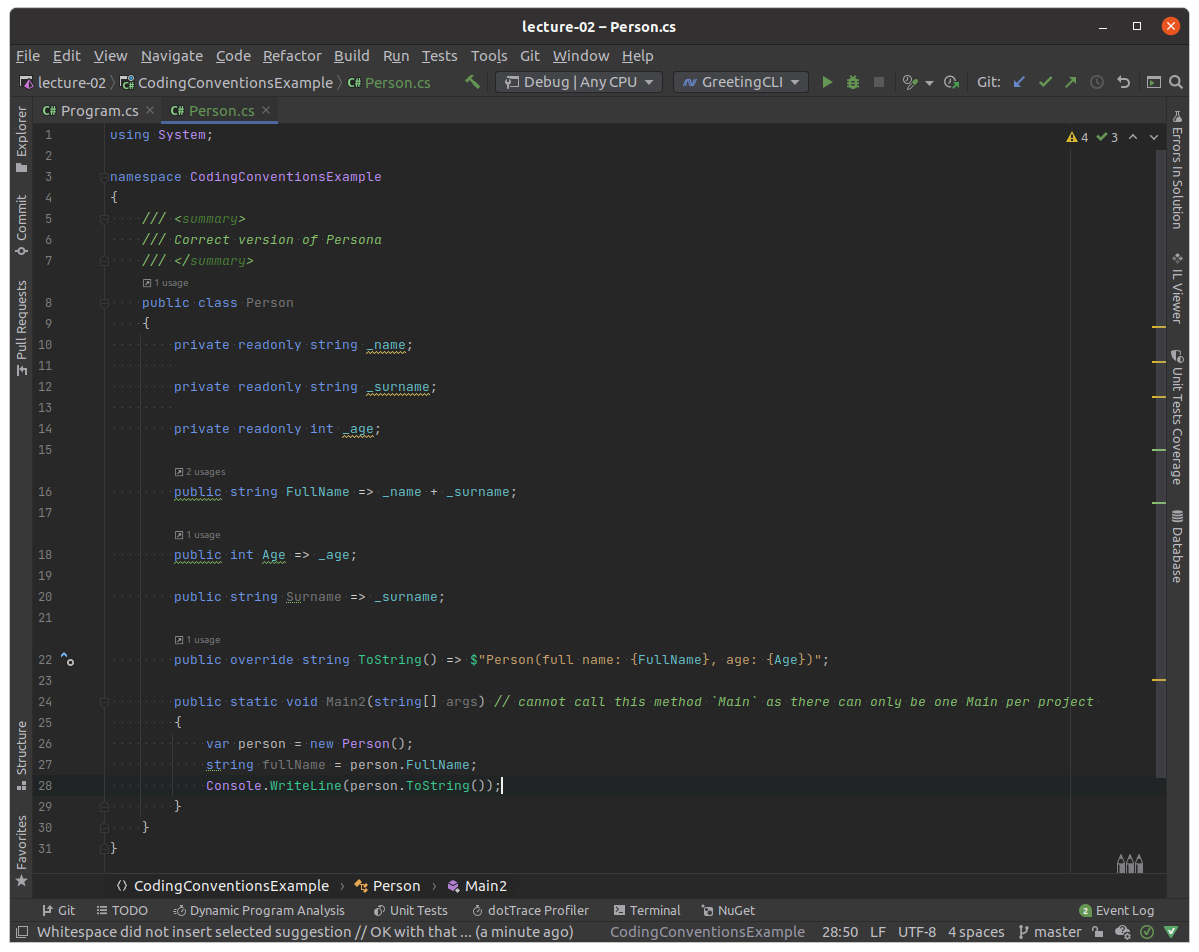 lecture-02 – Person.cs
File Edit View Navigate Code Refactor Build Run Tests Tools Git Window Help
lecture-02 CodingConventionsExample C# Person.cs Debug | Any CPU GreetingCLI Git:
C# Program.cs C# Person.cs
Explorer
Commit
Pull Requests
Structure
Favorites
4 3
1 using System;
2
3 namespace CodingConventionsExample
4 {
5 /// <summary>
6 /// Correct version of Persona
7 /// </summary>
1 usage
8 public class Person
9 {
10 private readonly string _name;
11
12 private readonly string _surname;
13
14 private readonly int _age;
15
2 usages
16 public string FullName => _name + _surname;
17
1 usage
18 public int Age => _age;
19
20 public string Surname => _surname;
21
1 usage
22 public override string ToString() => $"Person(full name: {FullName}, age: {Age})";
23
24 public static void Main2(string[] args) // cannot call this method `Main` as there can only be one Main per project
25 {
26 var person = new Person();
27 string fullName = person.FullName;
28 Console.WriteLine(person.ToString());
29 }
30 }
31 }
Errors In Solution
IL Viewer
Unit Tests Coverage
Database
CodingConventionsExample Person Main2
Git TODO Dynamic Program Analysis Unit Tests dotTrace Profiler Terminal NuGet 2 Event Log
Whitespace did not insert selected suggestion // OK with that ... (a minute ago) CodingConventionsExample 28:50 LF UTF-8 4 spaces master